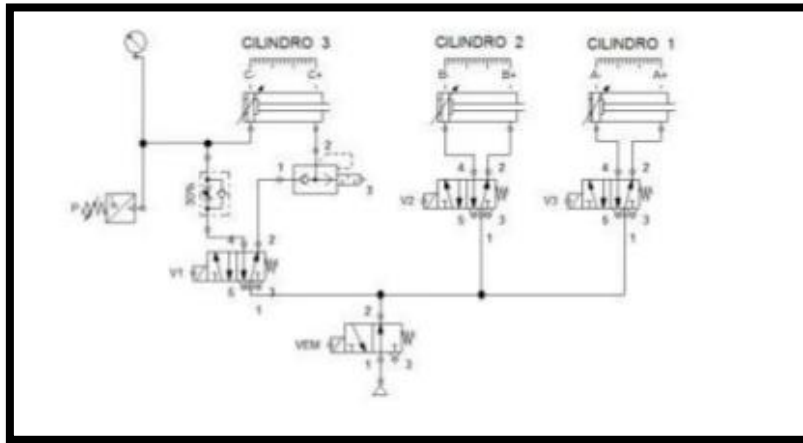 CILINDRO 3 CILINDRO 2 CILINDRO 1
C- C+ B- B+ A- A+
2
1
3
30%
P
4 2 4 2 4 2
V2 V3
5 3 5 3
1 1
V1
5 3
1
2
VEM
1 3